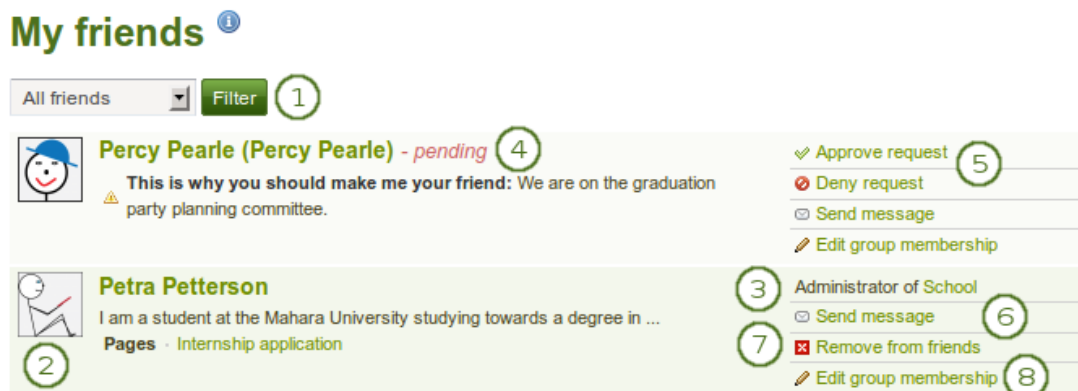 My friends
All friends Filter 1
Percy Pearle (Percy Pearle) - pending 4
This is why you should make me your friend: We are on the graduation
party planning committee.
Approve request 5
Deny request
Send message
Edit group membership
Petra Petterson
I am a student at the Mahara University studying towards a degree in ...
Pages · Internship application
2
3 Administrator of School
Send message 6
7 Remove from friends
Edit group membership 8